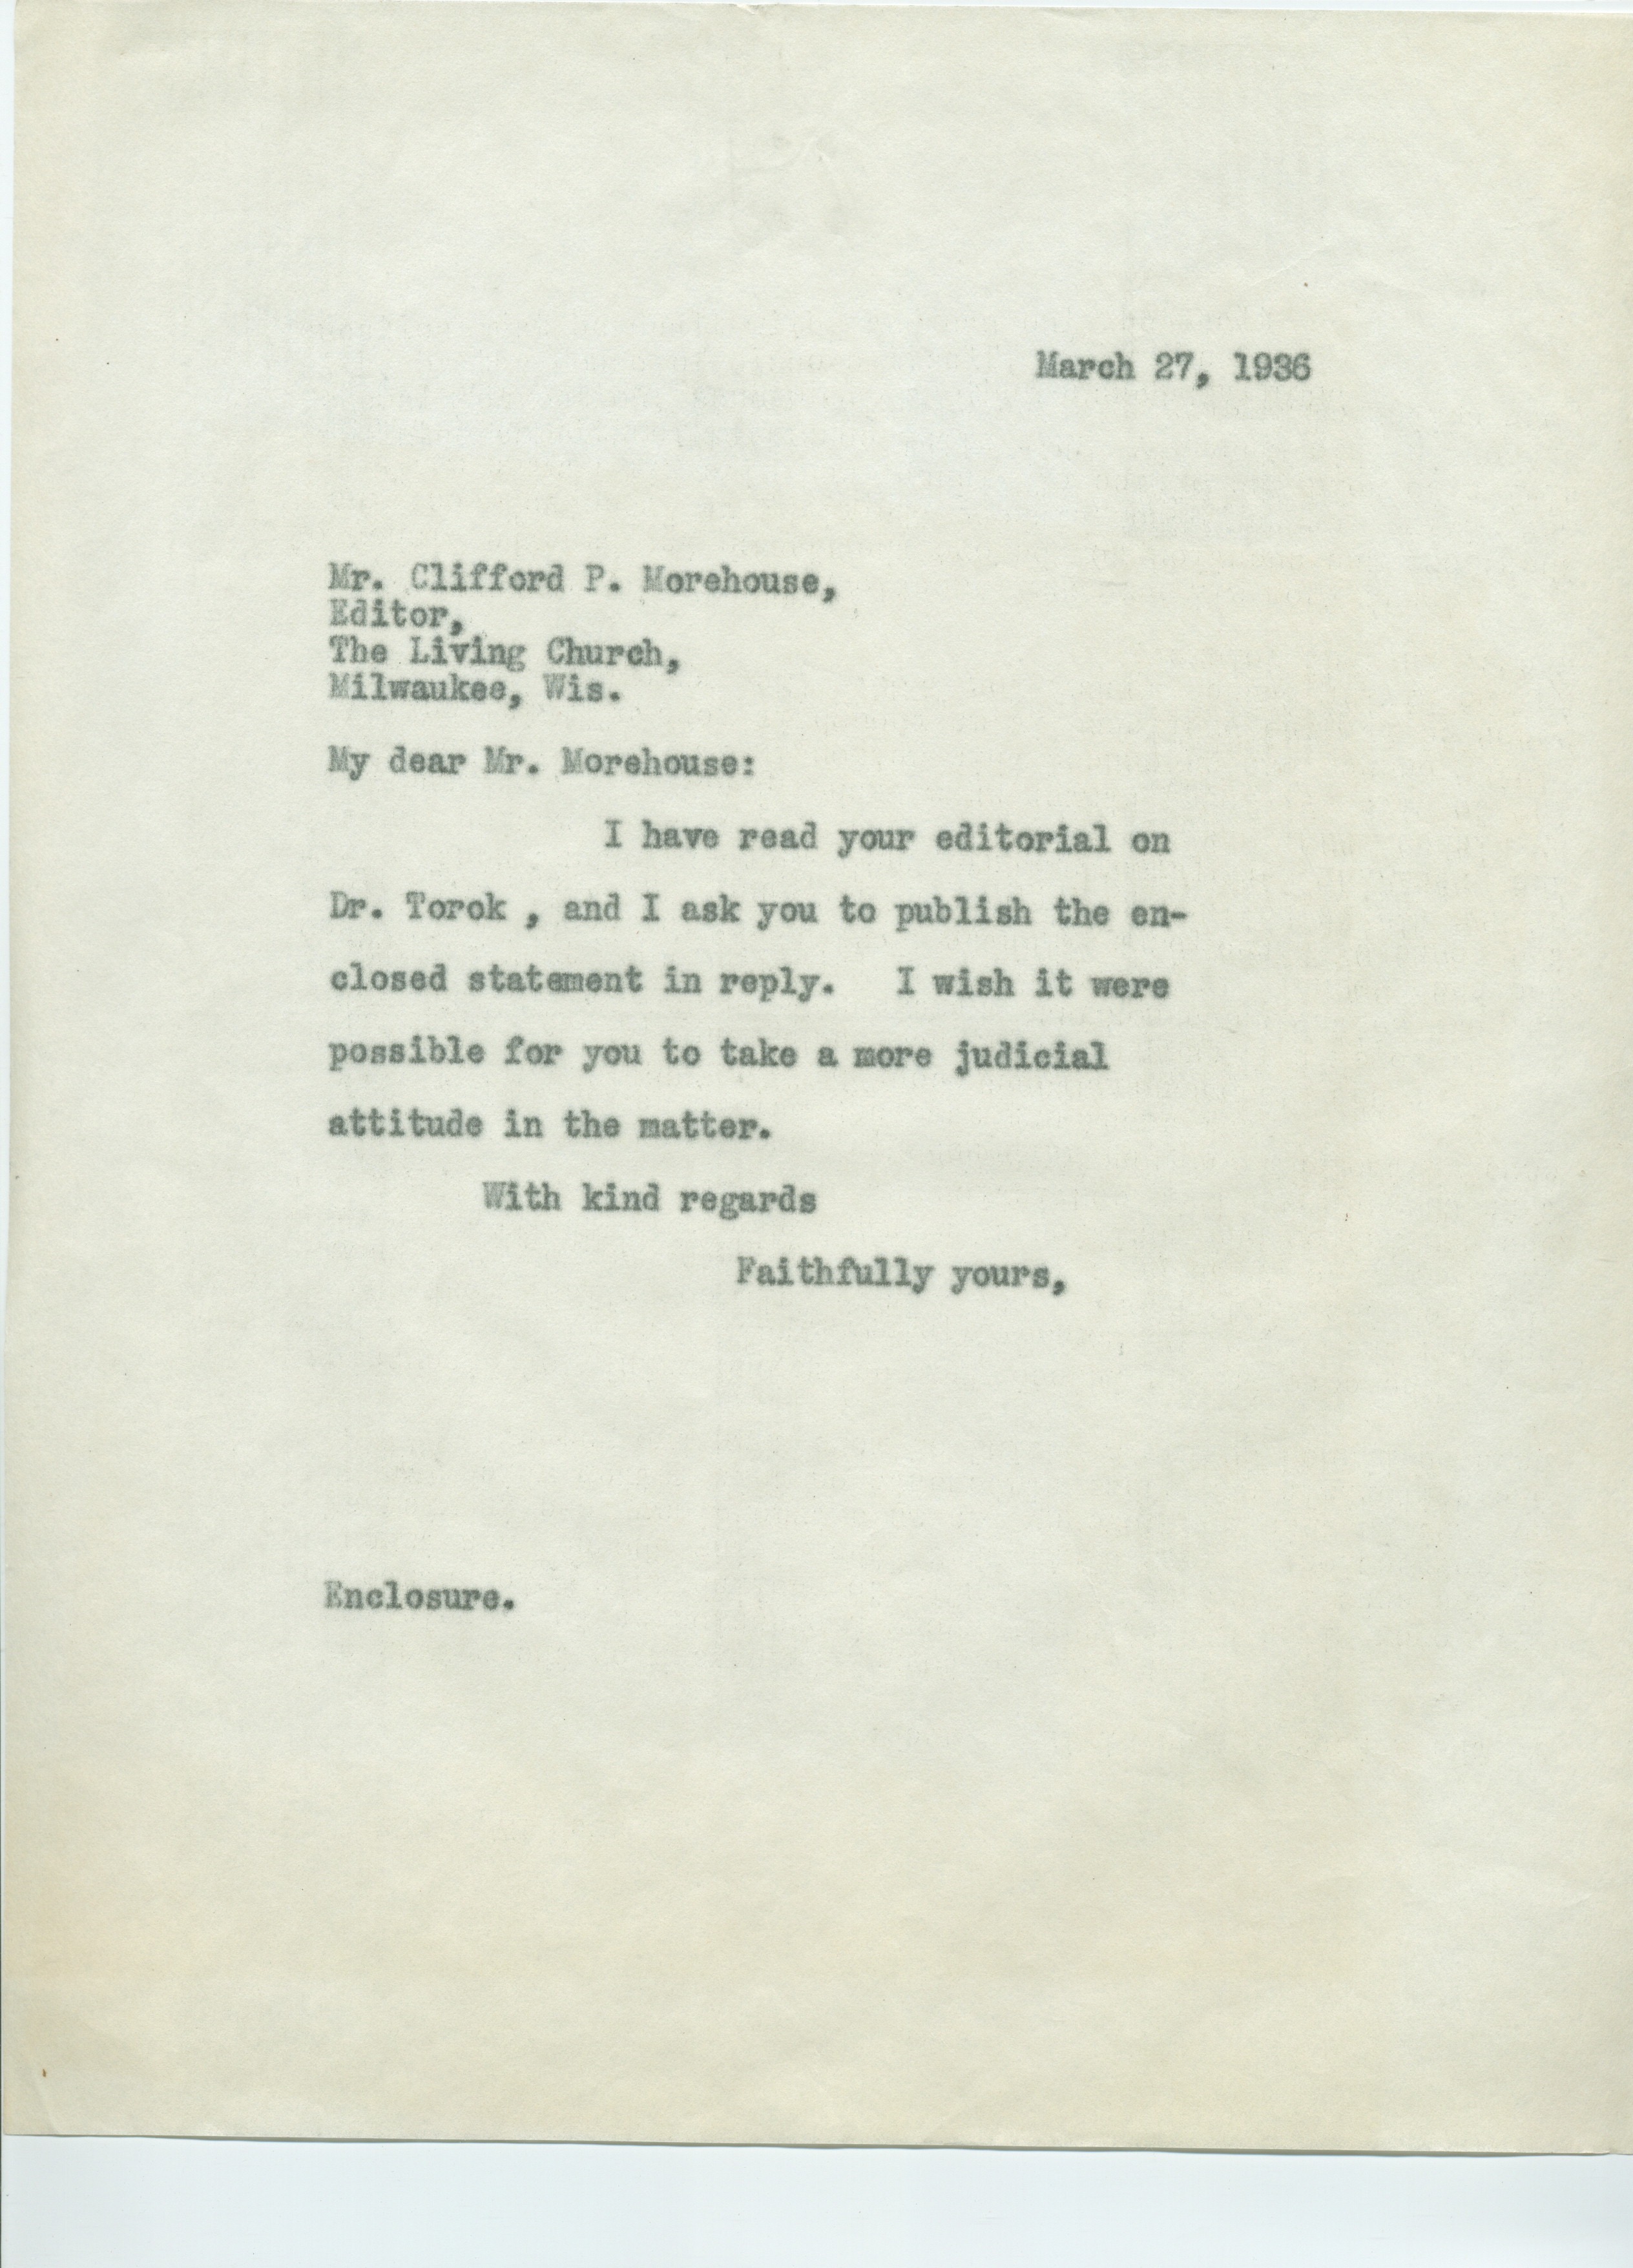 March 27, 1936
Mr. Clifford P. Morehouse,
Editor,
The Living Church,
Milwaukee, Wis.
My dear Mr. Morehouse:
I have read your editorial on
Dr. Torok , and I ask you to publish the en-
closed statement in reply. I wish it were
possible for you to take a more judicial
attitude in the matter.
With kind regards
Faithfully yours,
Enclosure.